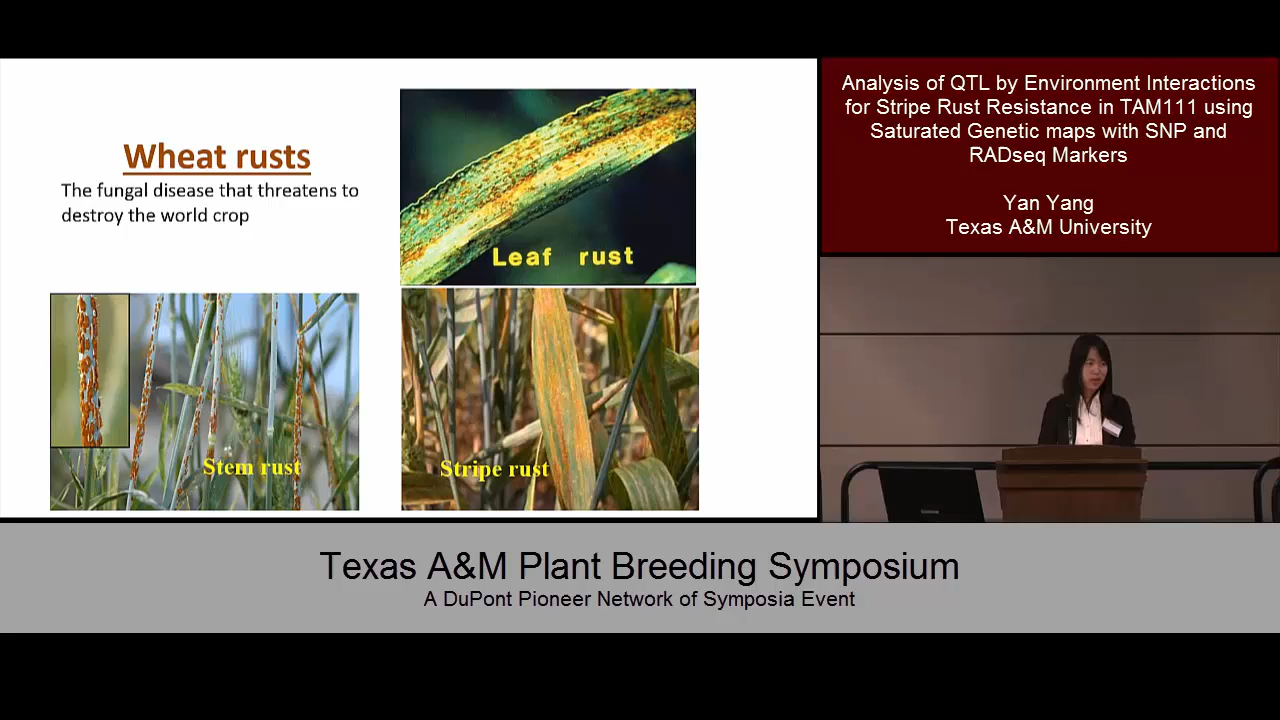 Wheat rusts
The fungal disease that threatens to
destroy the world crop
Leaf rust
Stem rust
Stripe rust
Analysis of QTL by Environment Interactions
for Stripe Rust Resistance in TAM111 using
Saturated Genetic maps with SNP and
RADseq Markers
Yan Yang
Texas A&M University
Texas A&M Plant Breeding Symposium
A DuPont Pioneer Network of Symposia Event